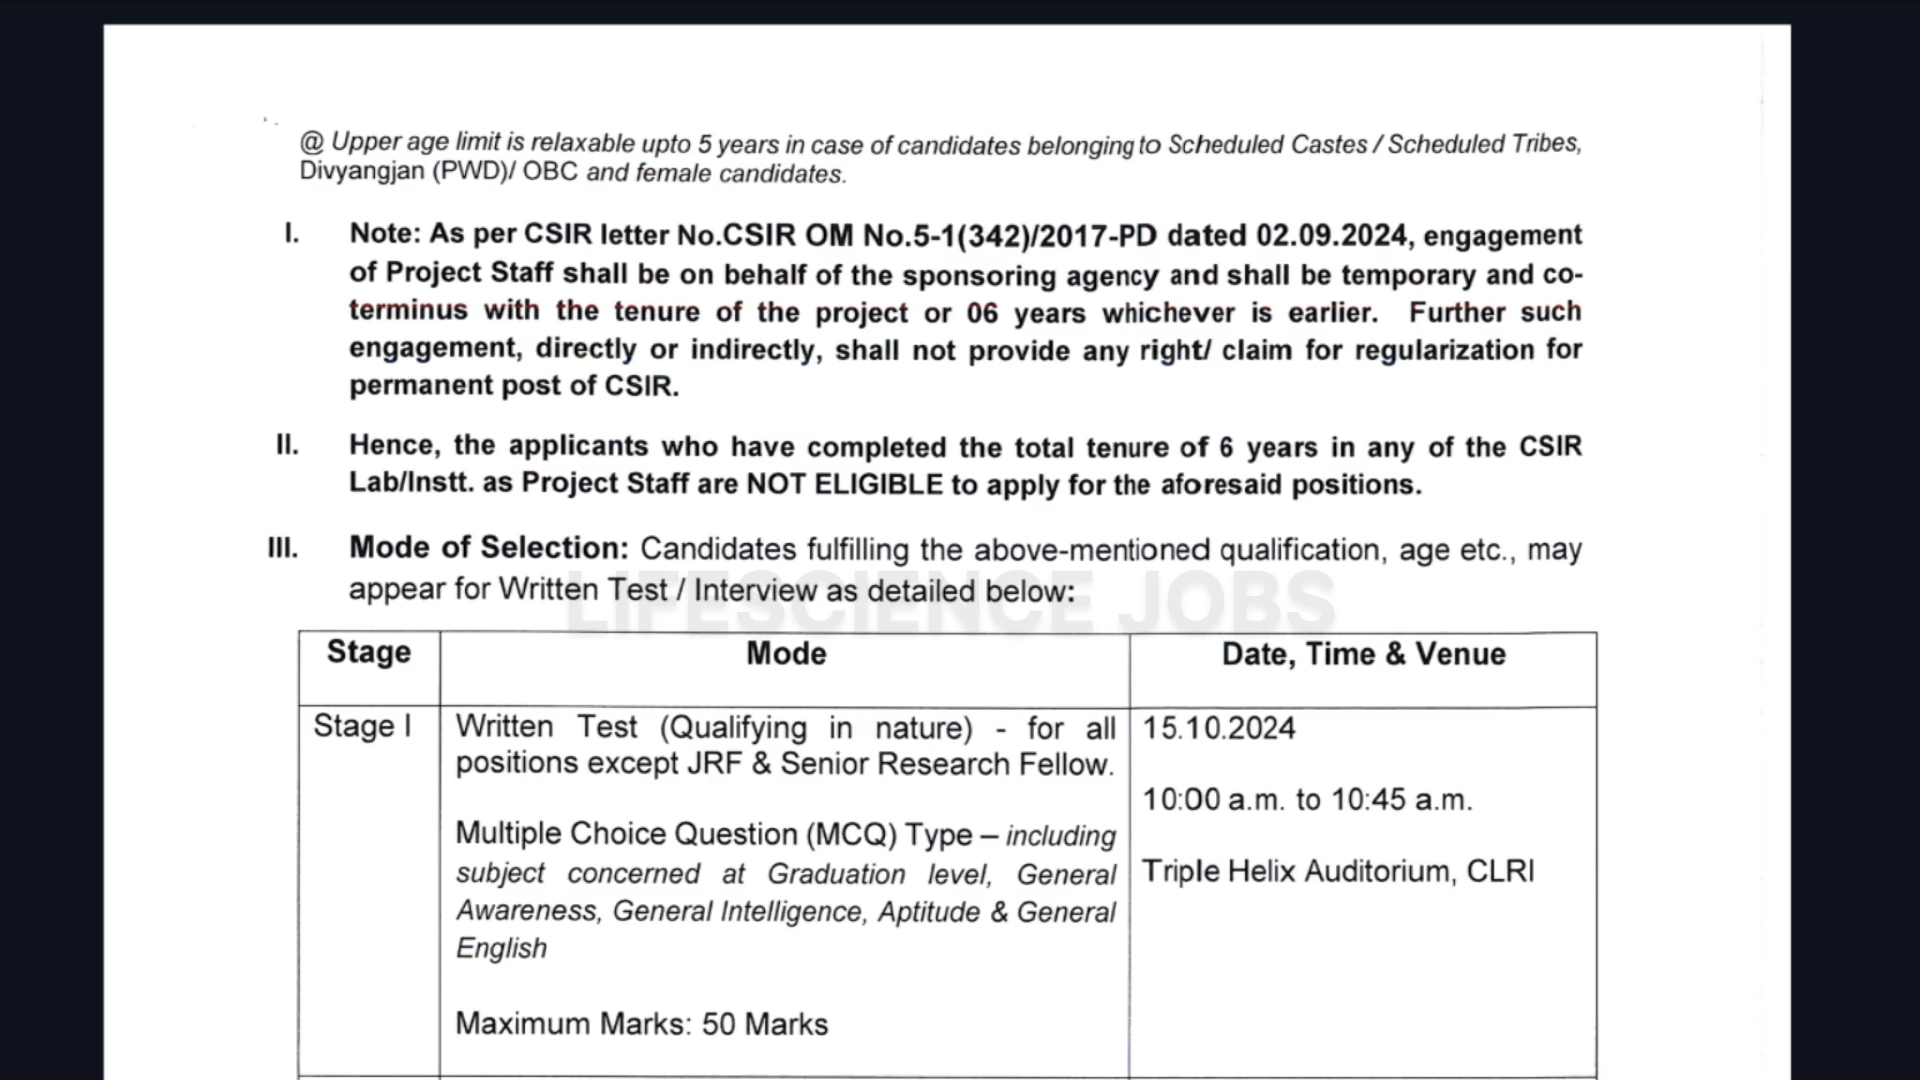 @ Upper age limit is relaxable upto 5 years in case of candidates belonging to Scheduled Castes / Scheduled Tribes,
Divyangjan (PWD)/ OBC and female candidates.
I. Note: As per CSIR letter No.CSIR OM No.5-1(342)/2017-PD dated 02.09.2024, engagement
of Project Staff shall be on behalf of the sponsoring agency and shall be temporary and co-
terminus with the tenure of the project or 06 years whichever is earlier. Further such
engagement, directly or indirectly, shall not provide any right/ claim for regularization for
permanent post of CSIR.
II. Hence, the applicants who have completed the total tenure of 6 years in any of the CSIR
Lab/Instt. as Project Staff are NOT ELIGIBLE to apply for the aforesaid positions.
III. Mode of Selection: Candidates fulfilling the above-mentioned qualification, age etc., may
appear for Written Test / Interview as detailed below:
LIFESCIENCE JOBS
Stage Mode Date, Time & Venue
Stage I
Written Test (Qualifying in nature) - for all
positions except JRF & Senior Research Fellow.
Multiple Choice Question (MCQ) Type – including
subject concerned at Graduation level, General
Awareness, General Intelligence, Aptitude & General
English
Maximum Marks: 50 Marks
15.10.2024
10:00 a.m. to 10:45 a.m.
Triple Helix Auditorium, CLRI